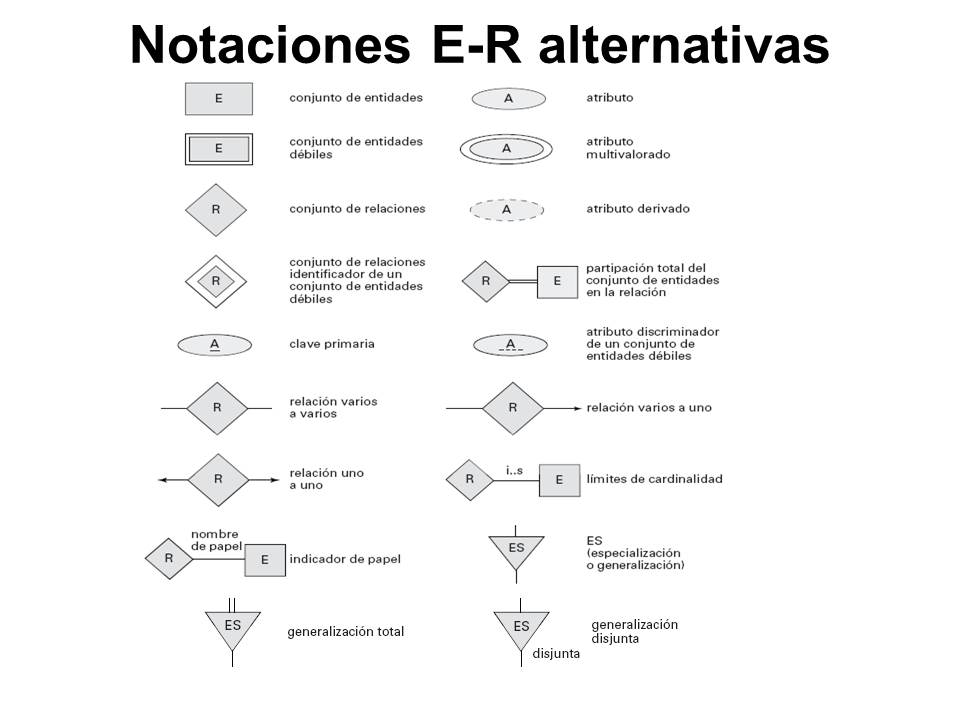 Notaciones E-R alternativas
E
conjunto de entidades
A
atributo
E
conjunto de entidades
débiles
A
atributo
multivalorado
R
conjunto de relaciones
A
atributo derivado
R
conjunto de relaciones
identificador de un
conjunto de entidades
débiles
R
E
partipación total del
conjunto de entidades
en la relación
A
clave primaria
A
atributo discriminador
de un conjunto de
entidades débiles
R
relación varios
a varios
R
relación varios a uno
R
relación uno
a uno
R
i..s
E
límites de cardinalidad
R
nombre
de papel
E
indicador de papel
ES
ES
(especialización
o generalización)
ES
generalización total
ES
disjunta
generalización
disjunta